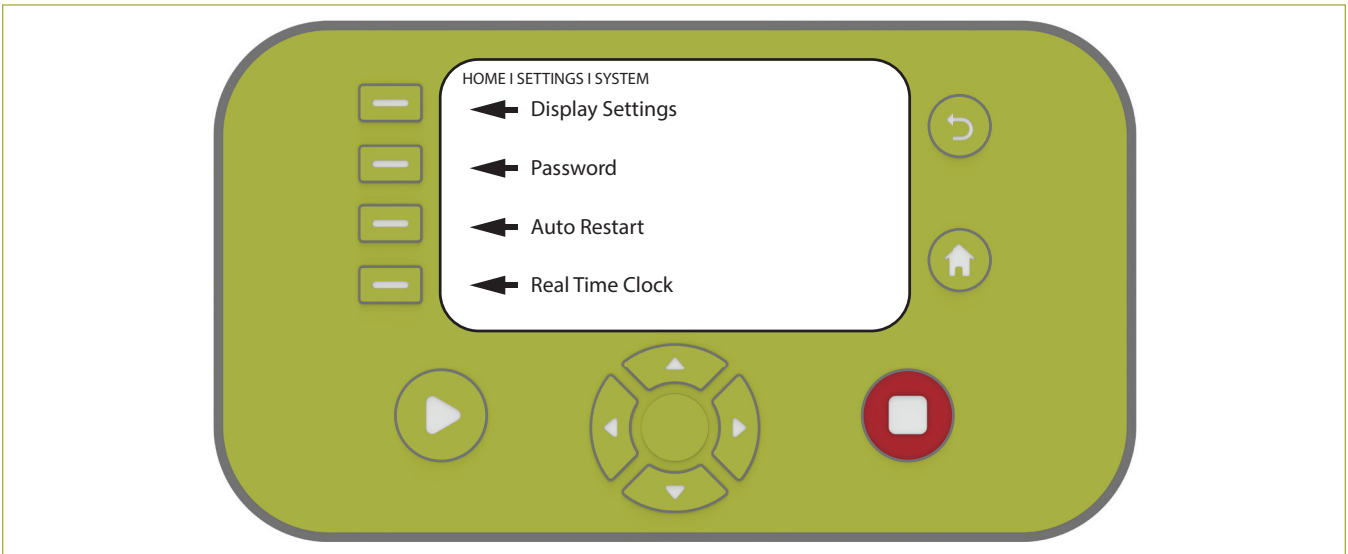 HOME I SETTINGS I SYSTEM
Display Settings
Password
Auto Restart
Real Time Clock